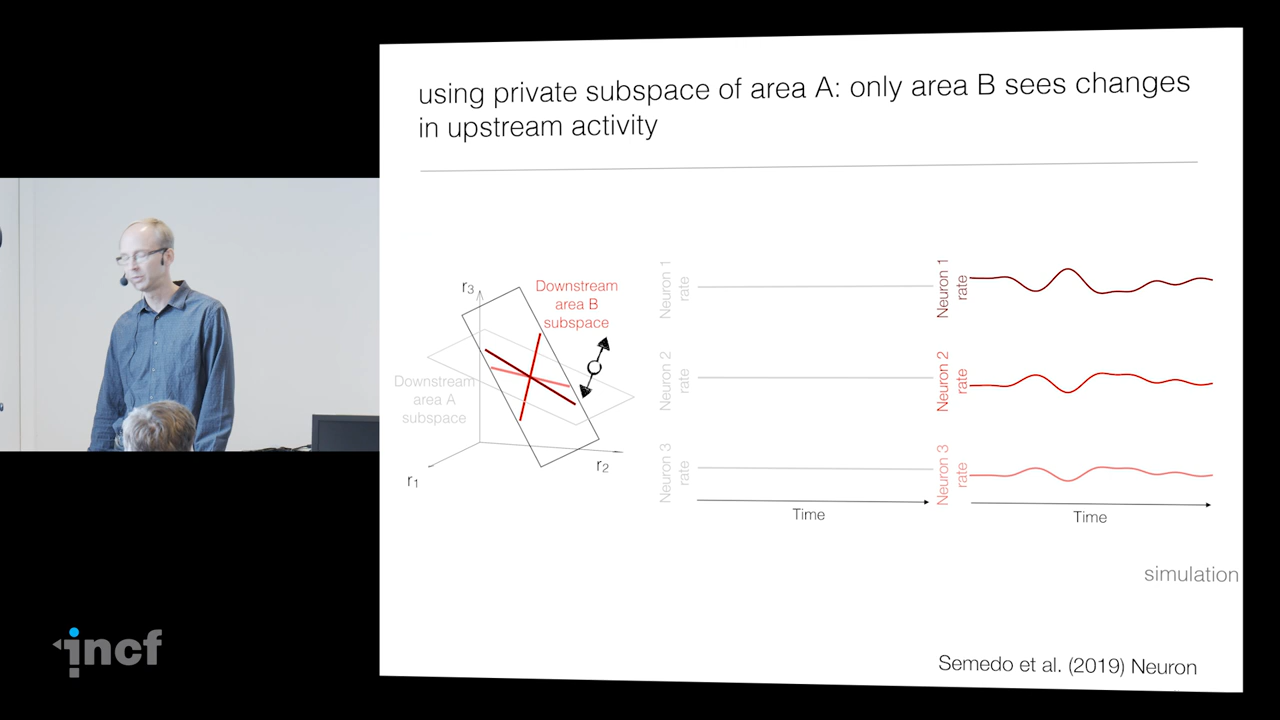 using private subspace of area A: only area B sees changes
in upstream activity
r3
Downstream
area B
subspace
Downstream
area A
subspace
r1
r2
Neuron 1
rate
Neuron 2
rate
Neuron 3
rate
Time
Neuron 1
rate
Neuron 2
rate
Neuron 3
rate
Time
simulation
Semedo et al. (2019) Neuron
incf